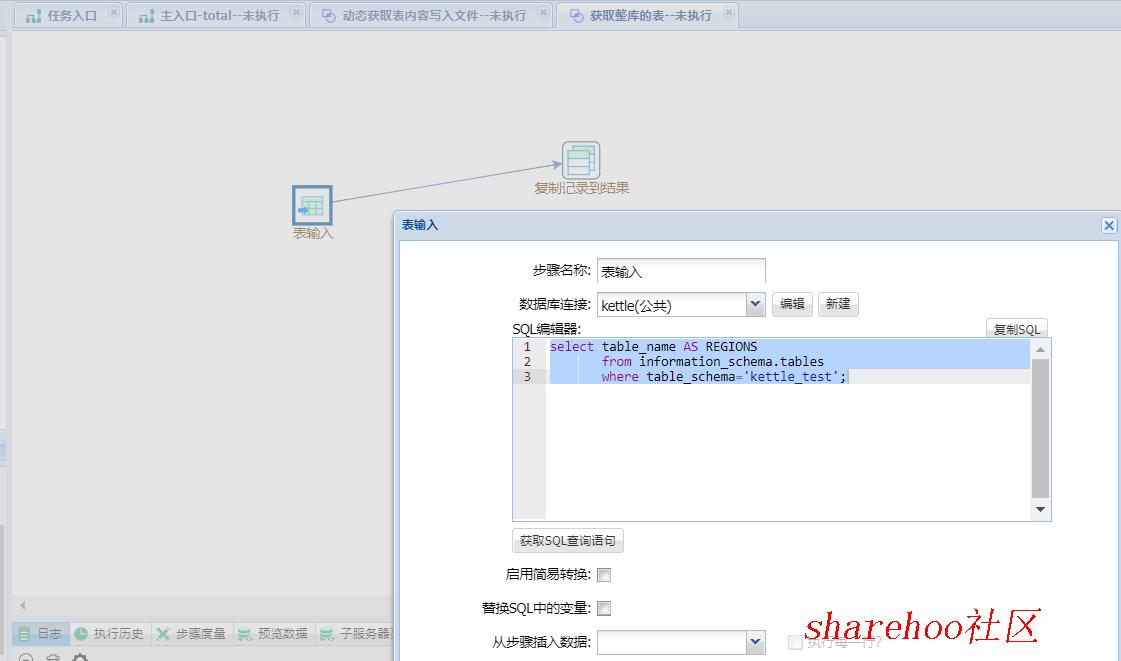 任务入口
主入口-total--未执行
动态获取表内容写入文件--未执行
获取整库的表--未执行
复制记录到结果
表输入
表输入
步骤名称:
表输入
数据库连接:
kettle(公共)
编辑
新建
SQL编辑器:
复制SQL
1 select table_name AS REGIONS
2 from information_schema.tables
3 where table_schema='kettle_test';
获取SQL查询语句
启用简易转换:
替换SQL中的变量:
从步骤插入数据:
执行每一行?
日志
执行历史
步骤度量
预览数据
子服务器
sharehoo社区